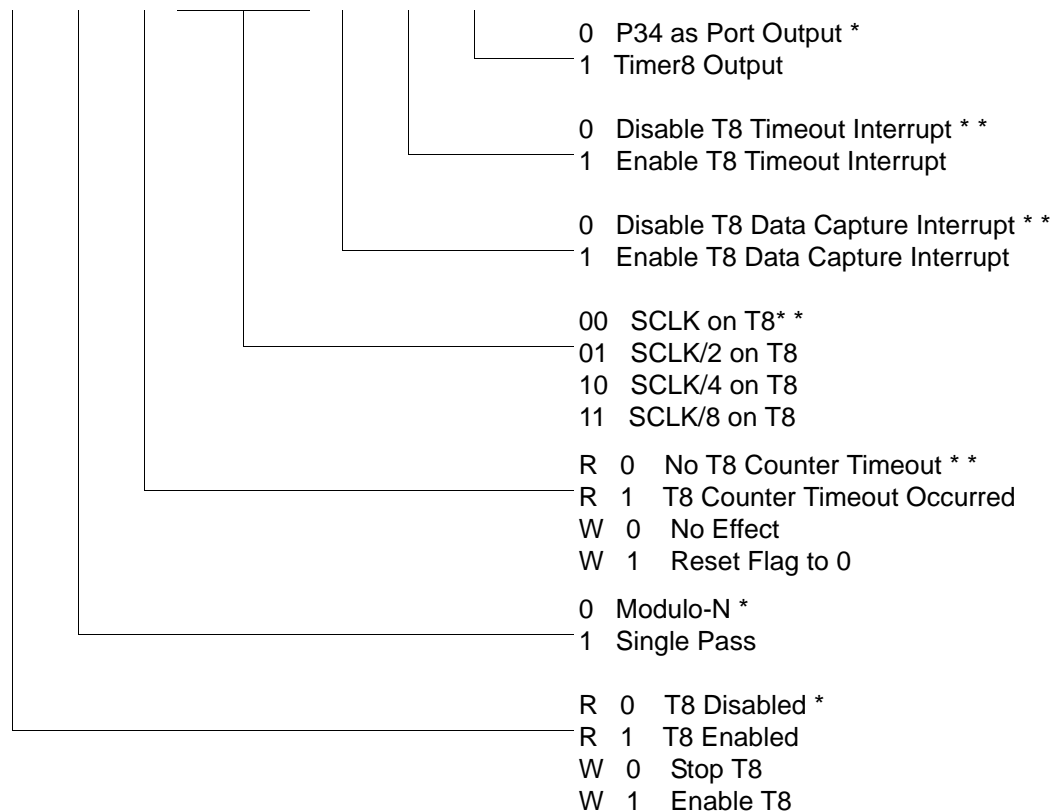 0 P34 as Port Output *
1 Timer8 Output
0 Disable T8 Timeout Interrupt * *
1 Enable T8 Timeout Interrupt
0 Disable T8 Data Capture Interrupt * *
1 Enable T8 Data Capture Interrupt
00 SCLK on T8* *
01 SCLK/2 on T8
10 SCLK/4 on T8
11 SCLK/8 on T8
R 0 No T8 Counter Timeout * *
R 1 T8 Counter Timeout Occurred
W 0 No Effect
W 1 Reset Flag to 0
0 Modulo-N *
1 Single Pass
R 0 T8 Disabled *
R 1 T8 Enabled
W 0 Stop T8
W 1 Enable T8